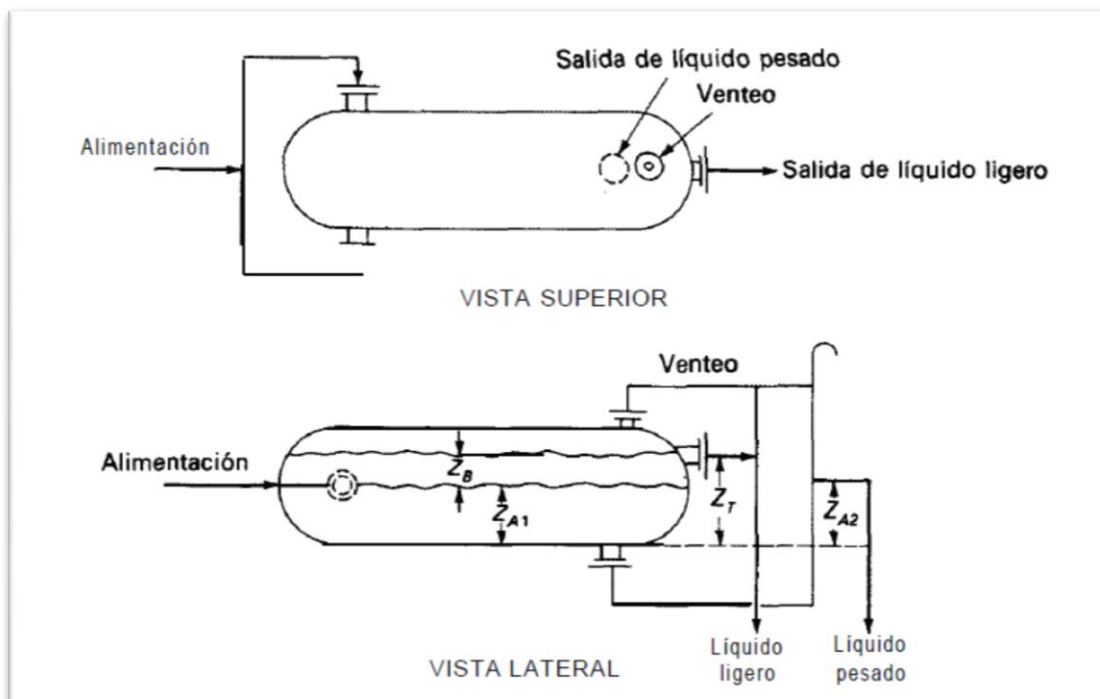 Salida de líquido pesado
Venteo
Alimentación
Salida de líquido ligero
VISTA SUPERIOR
Venteo
Alimentación
Z_B
Z_A1
Z_T
Z_A2
Líquido
ligero
Líquido
pesado
VISTA LATERAL